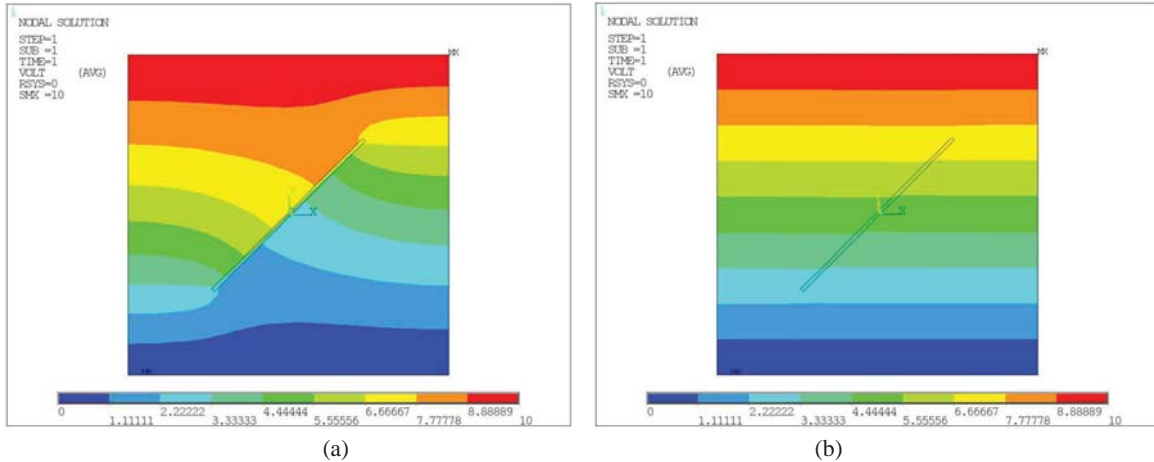 NODAL SOLUTION
STEP=1
SUB =1
TIME=1
VOLT (AVG)
RSYS=0
SMX =10
MX
Y
X
MN
0 1.11111 2.22222 3.33333 4.44444 5.55556 6.66667 7.77778 8.88889 10
(a)
NODAL SOLUTION
STEP=1
SUB =1
TIME=1
VOLT (AVG)
RSYS=0
SMX =10
MX
X
MN
0 1.11111 2.22222 3.33333 4.44444 5.55556 6.66667 7.77778 8.88889 10
(b)